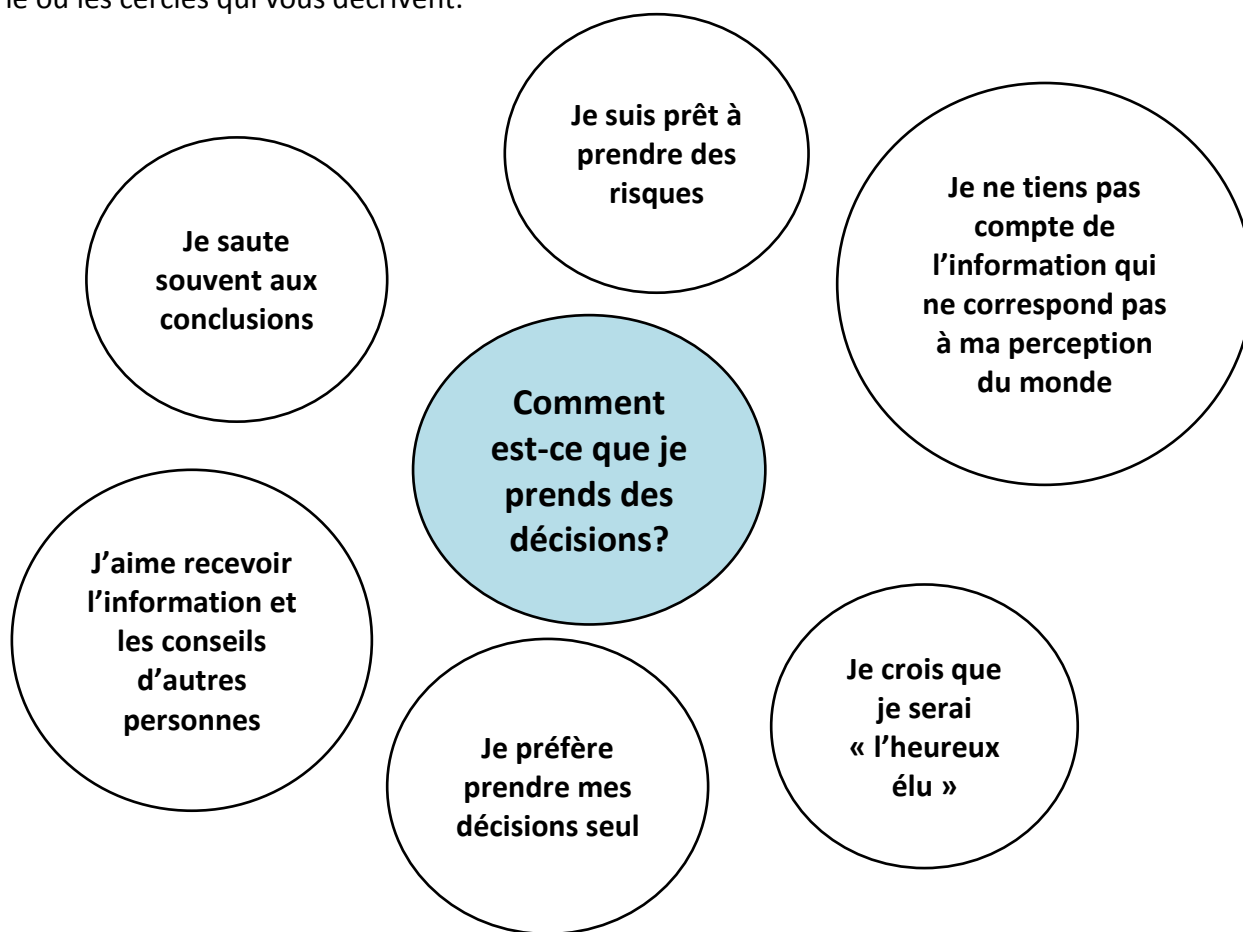 le ou les cercles qui vous décrivent.
Je suis prêt à
prendre des
risques
Je ne tiens pas
compte de
l’information qui
ne correspond pas
à ma perception
du monde
Je saute
souvent aux
conclusions
Comment
est-ce que je
prends des
décisions?
J’aime recevoir
l’information et
les conseils
d’autres
personnes
Je préfère
prendre mes
décisions seul
Je crois que
je serai
« l’heureux
élu »